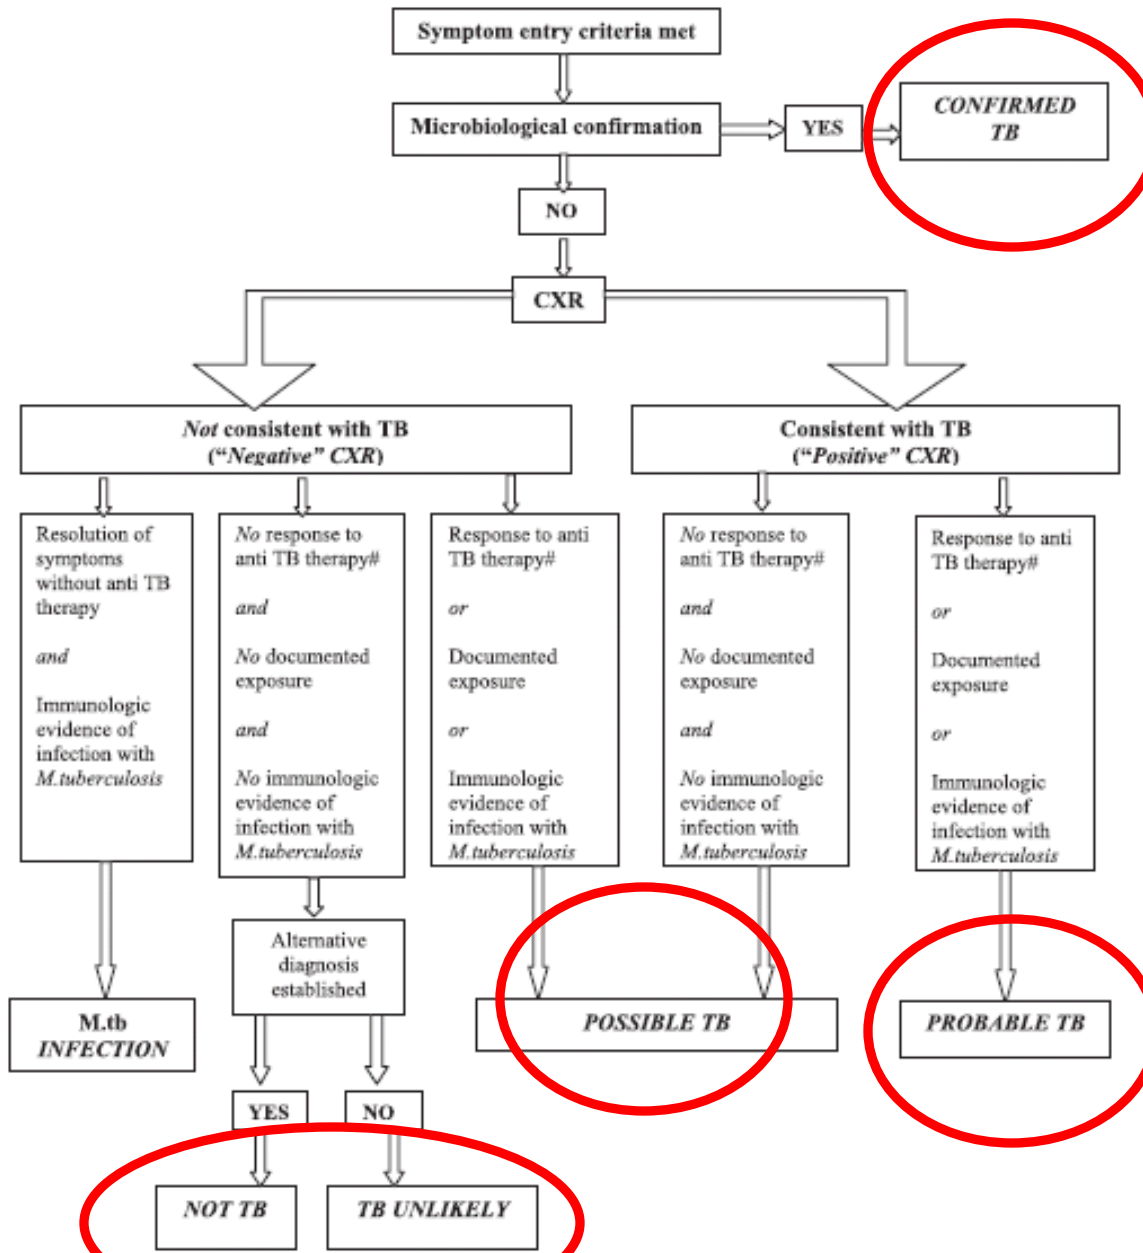 Symptom entry criteria met
Microbiological confirmation
YES
CONFIRMED
TB
NO
CXR
Not consistent with TB
(“Negative” CXR)
Consistent with TB
(“Positive” CXR)
Resolution of
symptoms
without anti TB
therapy
and
Immunologic
evidence of
infection with
M.tuberculosis
No response to
anti TB therapy#
and
No documented
exposure
and
No immunologic
evidence of
infection with
M.tuberculosis
Response to anti
TB therapy#
or
Documented
exposure
or
Immunologic
evidence of
infection with
M.tuberculosis
No response to
anti TB therapy#
and
No documented
exposure
and
No immunologic
evidence of
infection with
M.tuberculosis
Response to anti
TB therapy#
or
Documented
exposure
or
Immunologic
evidence of
infection with
M.tuberculosis
Alternative
diagnosis
established
M.tb
INFECTION
POSSIBLE TB
PROBABLE TB
YES
NO
NOT TB
TB UNLIKELY